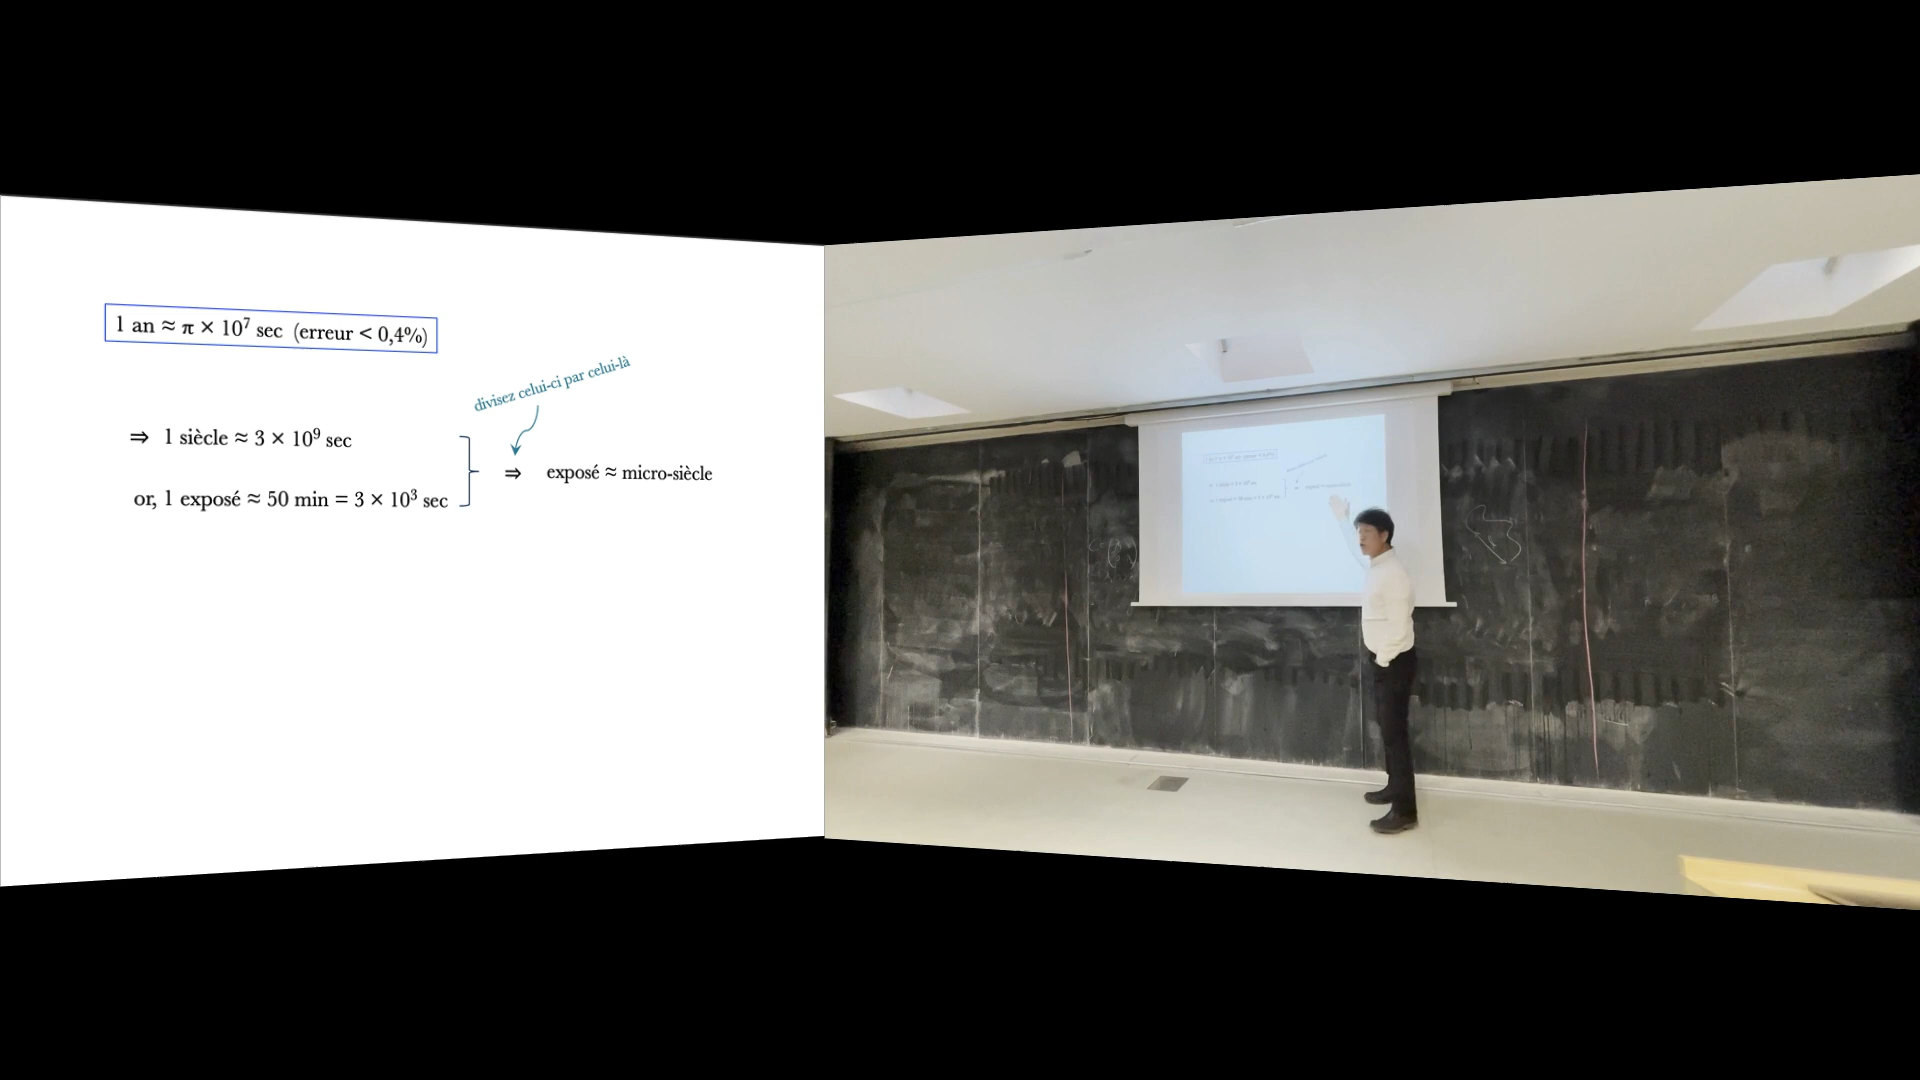 1 an ≈ π × 10⁷ sec (erreur < 0,4%)
divisez celui-ci par celui-là
⇒ 1 siècle ≈ 3 × 10⁹ sec
⇒ exposé ≈ micro-siècle
or, 1 exposé ≈ 50 min = 3 × 10³ sec